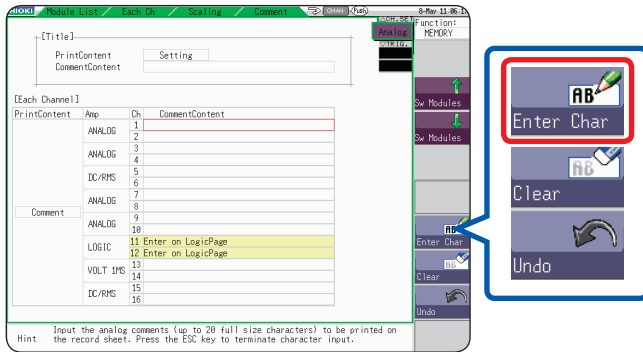 HIOKI Module List Each Ch Scaling Comment CHAN (Push) 8-May 11:06:1
CH.SET Function:
Analog MEMORY
TRIG.
[Title]
PrintContent Setting
CommentContent
Sw Modules
Sw Modules
[Each Channel]
PrintContent Amp Ch CommentContent
ANALOG 1
2
ANALOG 3
4
DC/RMS 5
6
ANALOG 7
8
Comment
ANALOG 9
10
LOGIC 11 Enter on LogicPage
12 Enter on LogicPage
VOLT 1MS 13
14
DC/RMS 15
16
AB
Enter Char
AB
Clear
Undo
Hint Input the analog comments (up to 20 full size characters) to be printed on
the record sheet. Press the ESC key to terminate character input.
AB
Enter Char
AB
Clear
Undo